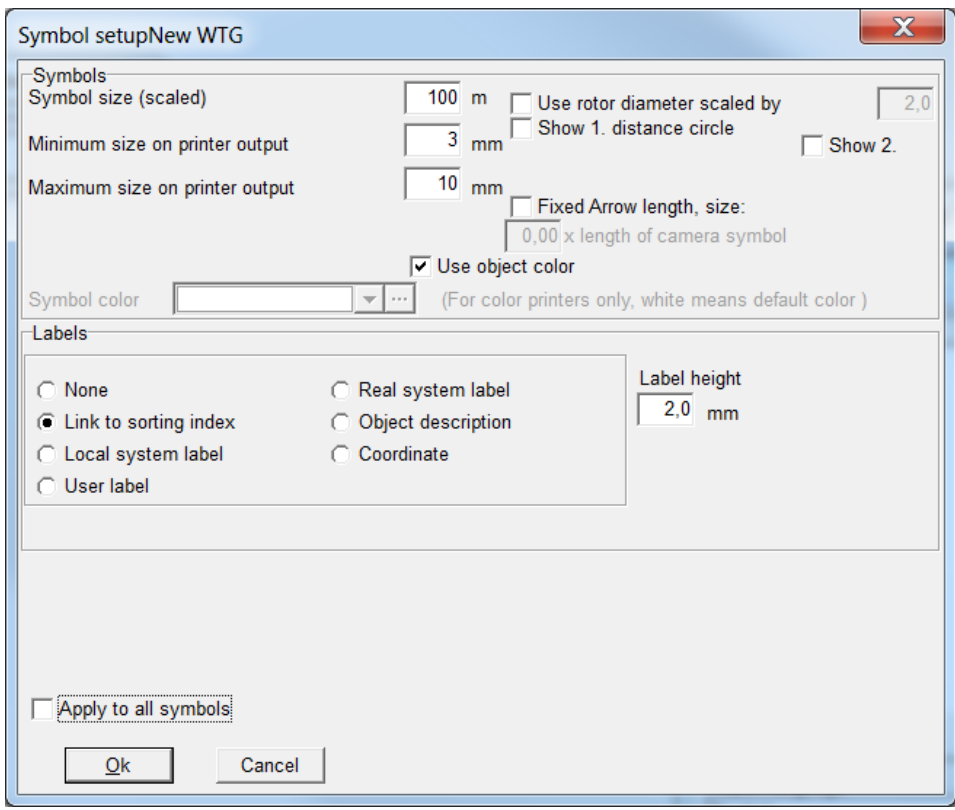 Symbol setupNew WTG
Symbols
Symbol size (scaled) 100 m Use rotor diameter scaled by 2,0
Show 1. distance circle
Minimum size on printer output 3 mm Show 2.
Maximum size on printer output 10 mm
Fixed Arrow length, size:
0,00 x length of camera symbol
Use object color
Symbol color ... (For color printers only, white means default color )
Labels
None Real system label Label height
Link to sorting index Object description 2,0 mm
Local system label Coordinate
User label
Apply to all symbols
Ok Cancel